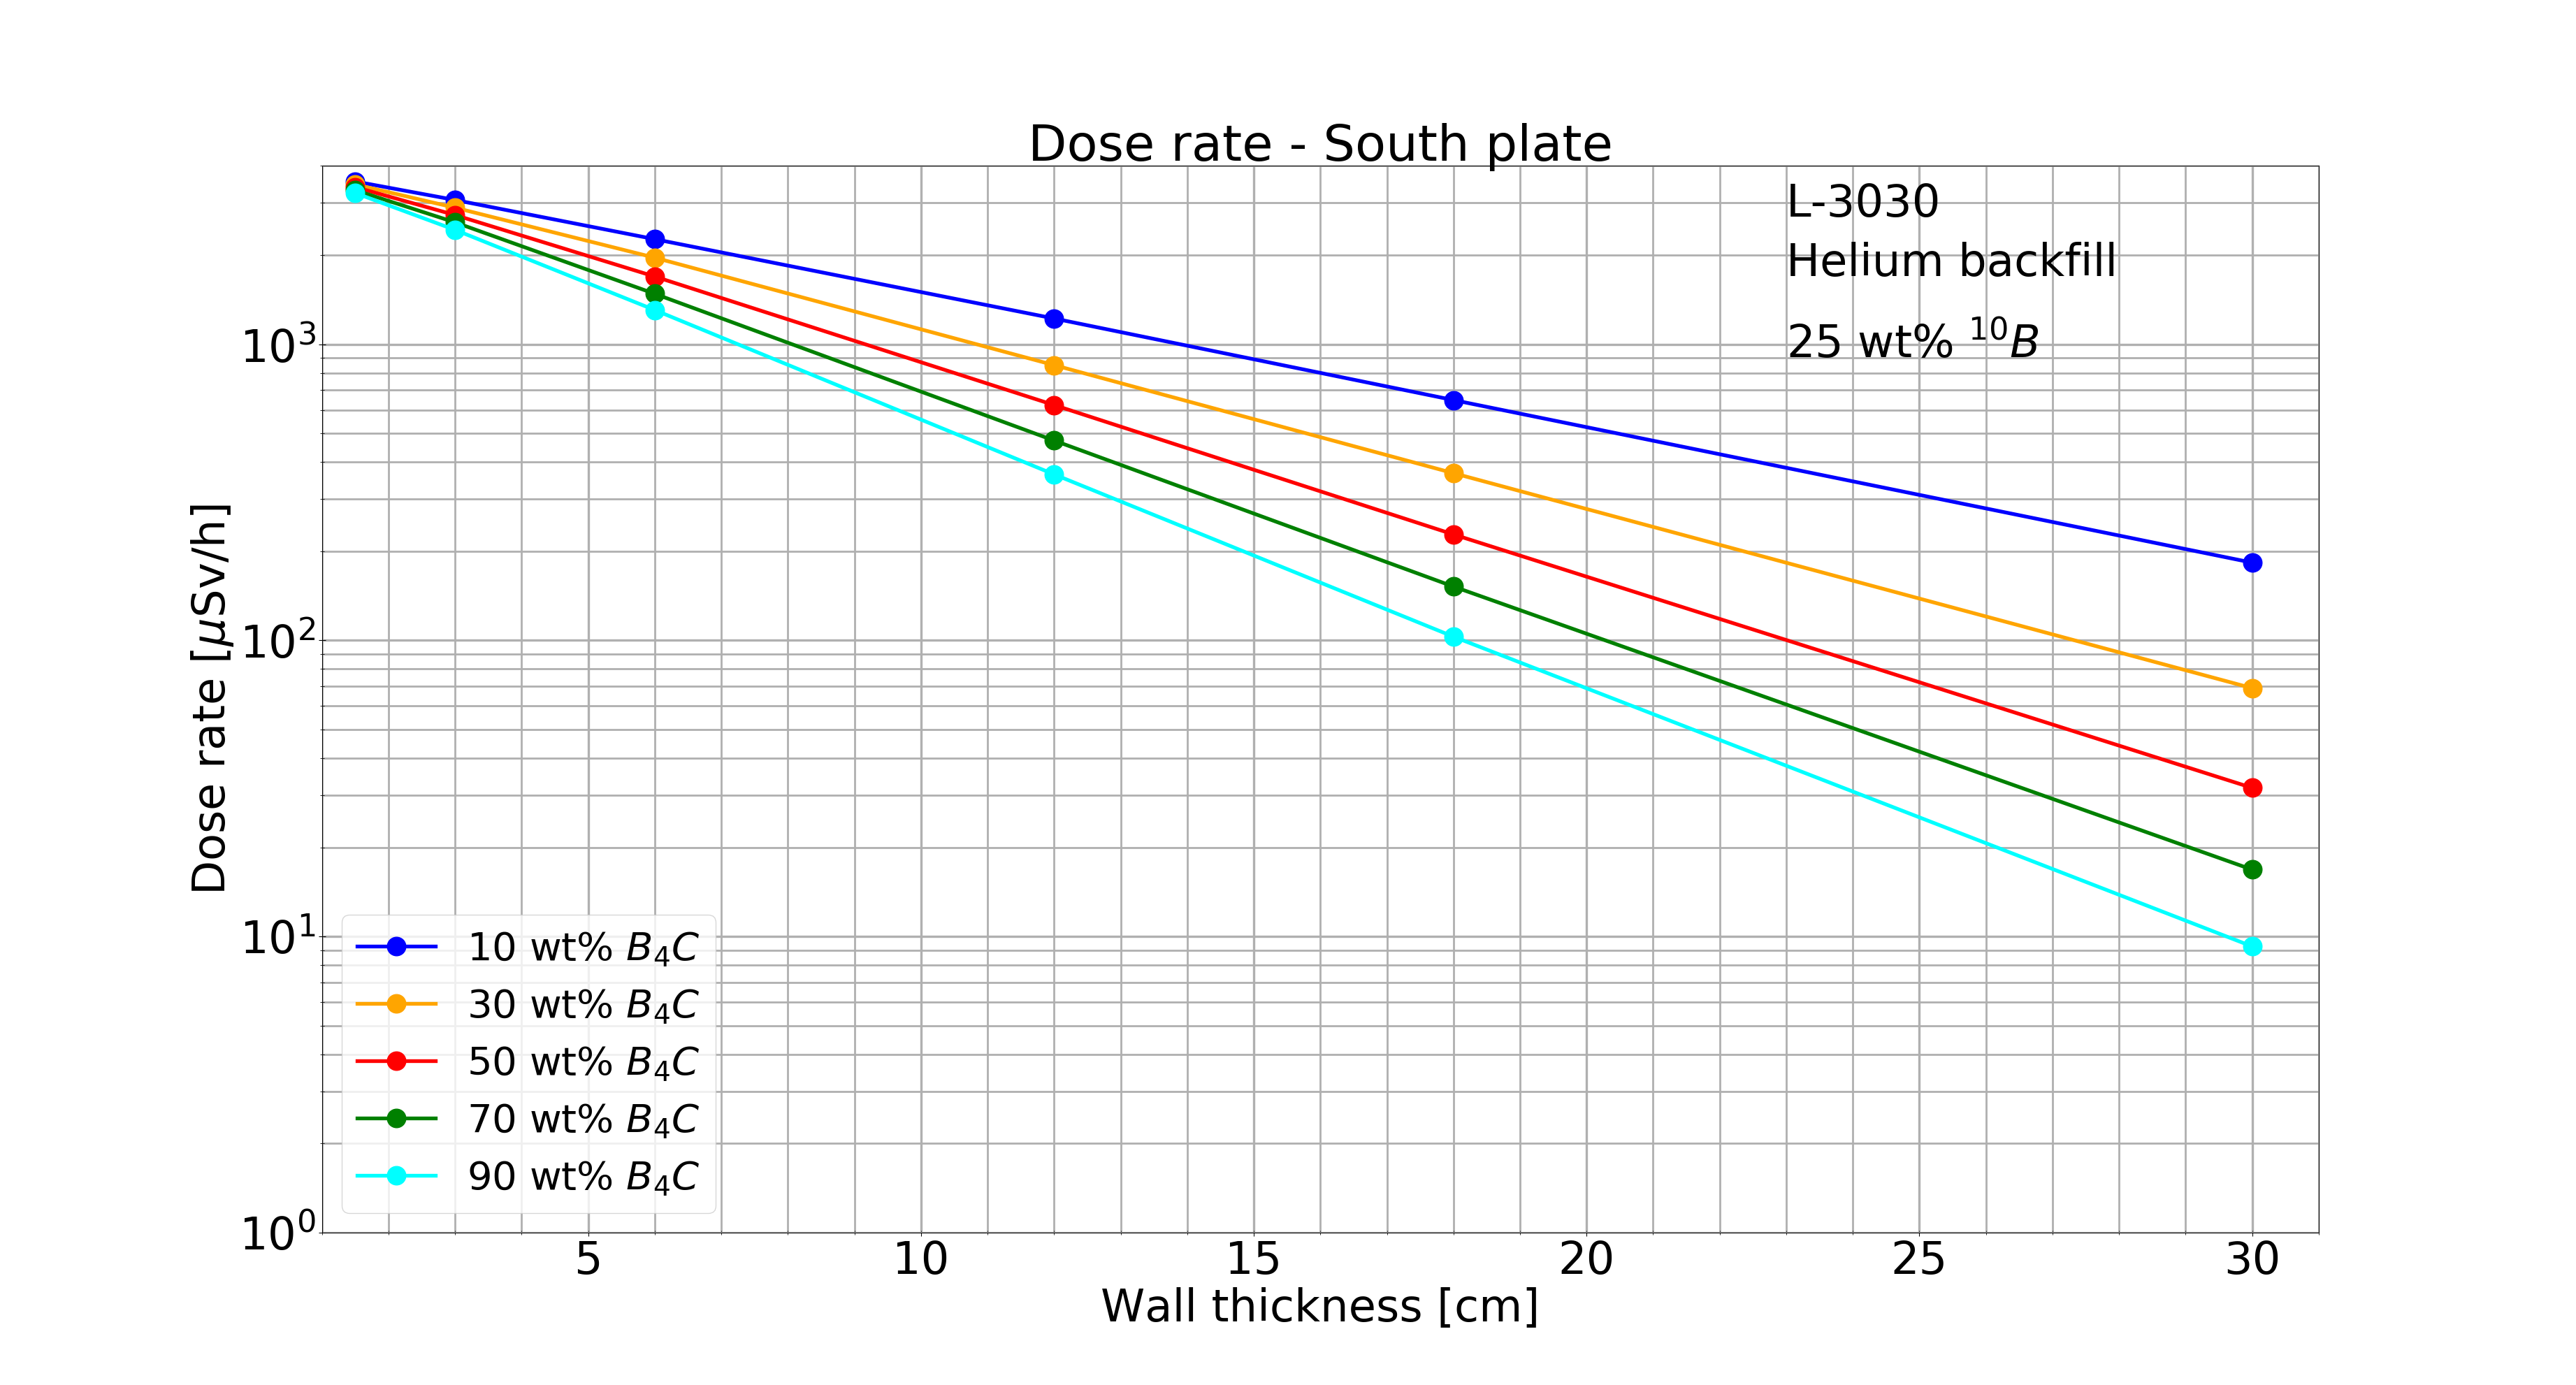 Dose rate - South plate
L-3030
Helium backfill
25 wt% ¹⁰B
Dose rate [μSv/h]
10³
10²
10¹
10⁰
10 wt% B₄C
30 wt% B₄C
50 wt% B₄C
70 wt% B₄C
90 wt% B₄C
5 10 15 20 25 30
Wall thickness [cm]